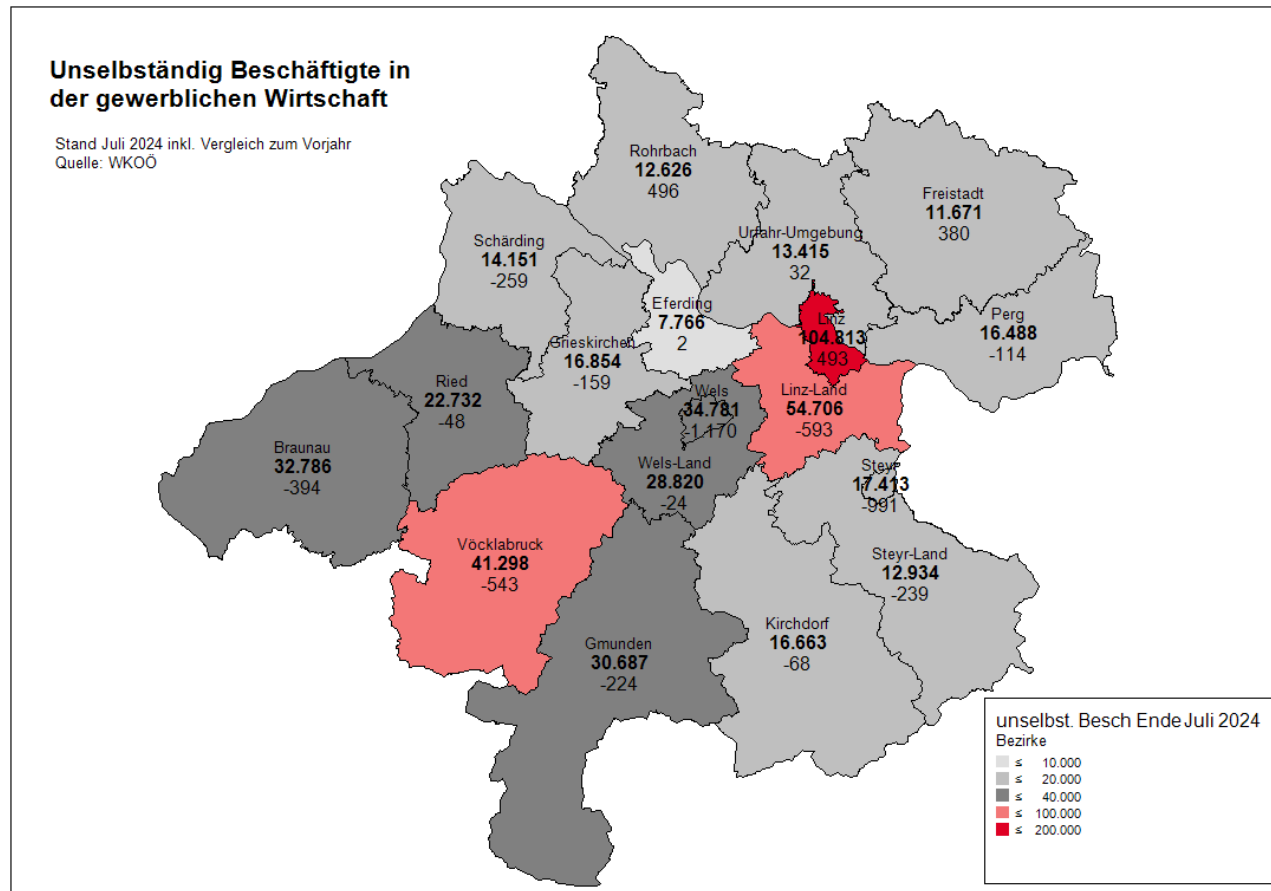 Unselbständig Beschäftigte in
der gewerblichen Wirtschaft
Stand Juli 2024 inkl. Vergleich zum Vorjahr
Quelle: WKOÖ
Rohrbach
12.626
496
Freistadt
11.671
380
Urfahr-Umgebung
13.415
32
Schärding
14.151
-259
Eferding
7.766
2
Linz
104.813
493
Perg
16.488
-114
Grieskirchen
16.854
-159
Ried
22.732
-48
Wels
34.781
-1.170
Linz-Land
54.706
-593
Braunau
32.786
-394
Wels-Land
28.820
-24
Steyr
17.413
-991
Vöcklabruck
41.298
-543
Steyr-Land
12.934
-239
Kirchdorf
16.663
-68
Gmunden
30.687
-224
unselbst. Besch Ende Juli 2024
Bezirke
≤ 10.000
≤ 20.000
≤ 40.000
≤ 100.000
≤ 200.000